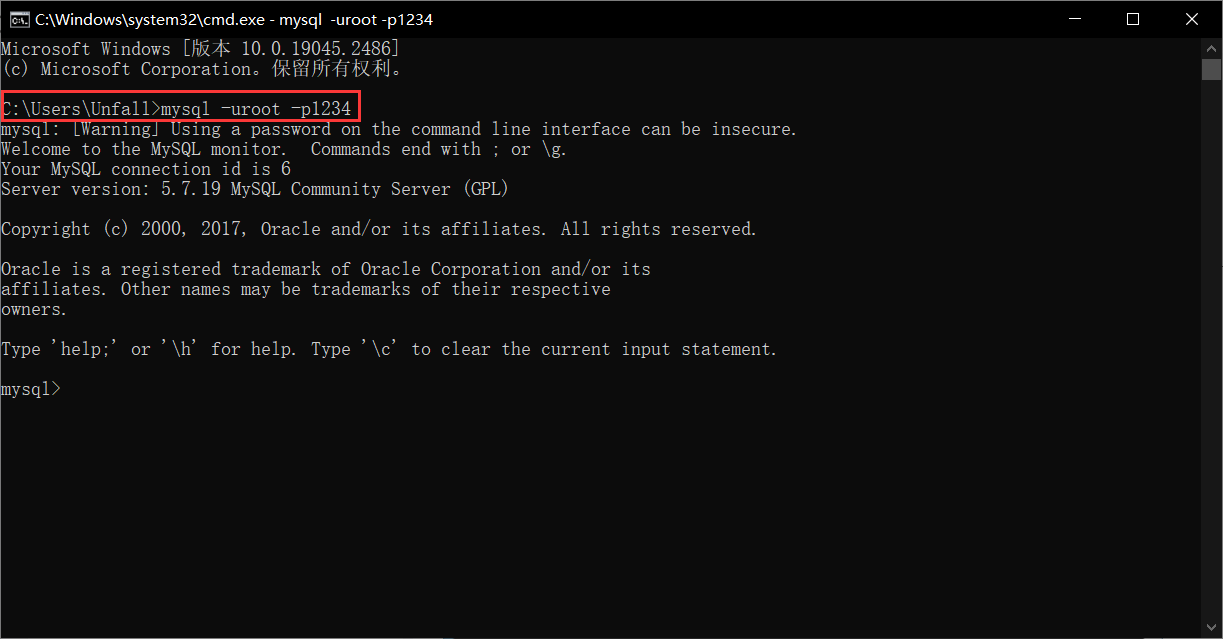 C:\Windows\system32\cmd.exe - mysql  -uroot -p1234
Microsoft Windows [版本 10.0.19045.2486]
(c) Microsoft Corporation。保留所有权利。
C:\Users\Unfall>mysql -uroot -p1234
mysql: [Warning] Using a password on the command line interface can be insecure.
Welcome to the MySQL monitor.  Commands end with ; or \g.
Your MySQL connection id is 6
Server version: 5.7.19 MySQL Community Server (GPL)
Copyright (c) 2000, 2017, Oracle and/or its affiliates. All rights reserved.
Oracle is a registered trademark of Oracle Corporation and/or its
affiliates. Other names may be trademarks of their respective
owners.
Type 'help;' or '\h' for help. Type '\c' to clear the current input statement.
mysql>